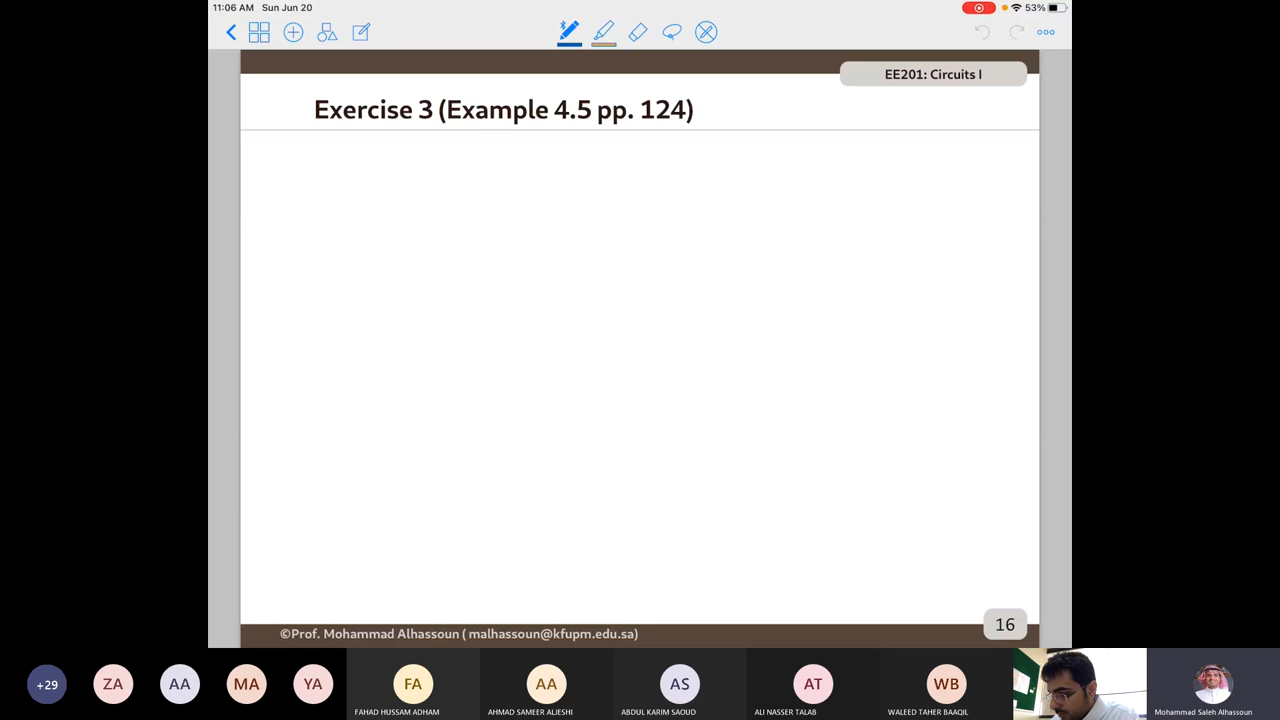 11:06 AM Sun Jun 20
53%
EE201: Circuits I
Exercise 3 (Example 4.5 pp. 124)
©Prof. Mohammad Alhassoun ( malhassoun@kfupm.edu.sa)
16
+29
ZA
AA
MA
YA
FA
AA
AS
AT
WB
FAHAD HUSSAM ADHAM
AHMAD SAMEER ALJESHI
ABDUL KARIM SAOUD
ALI NASSER TALAB
WALEED TAHER BAAQIL
Mohammad Saleh Alhassoun